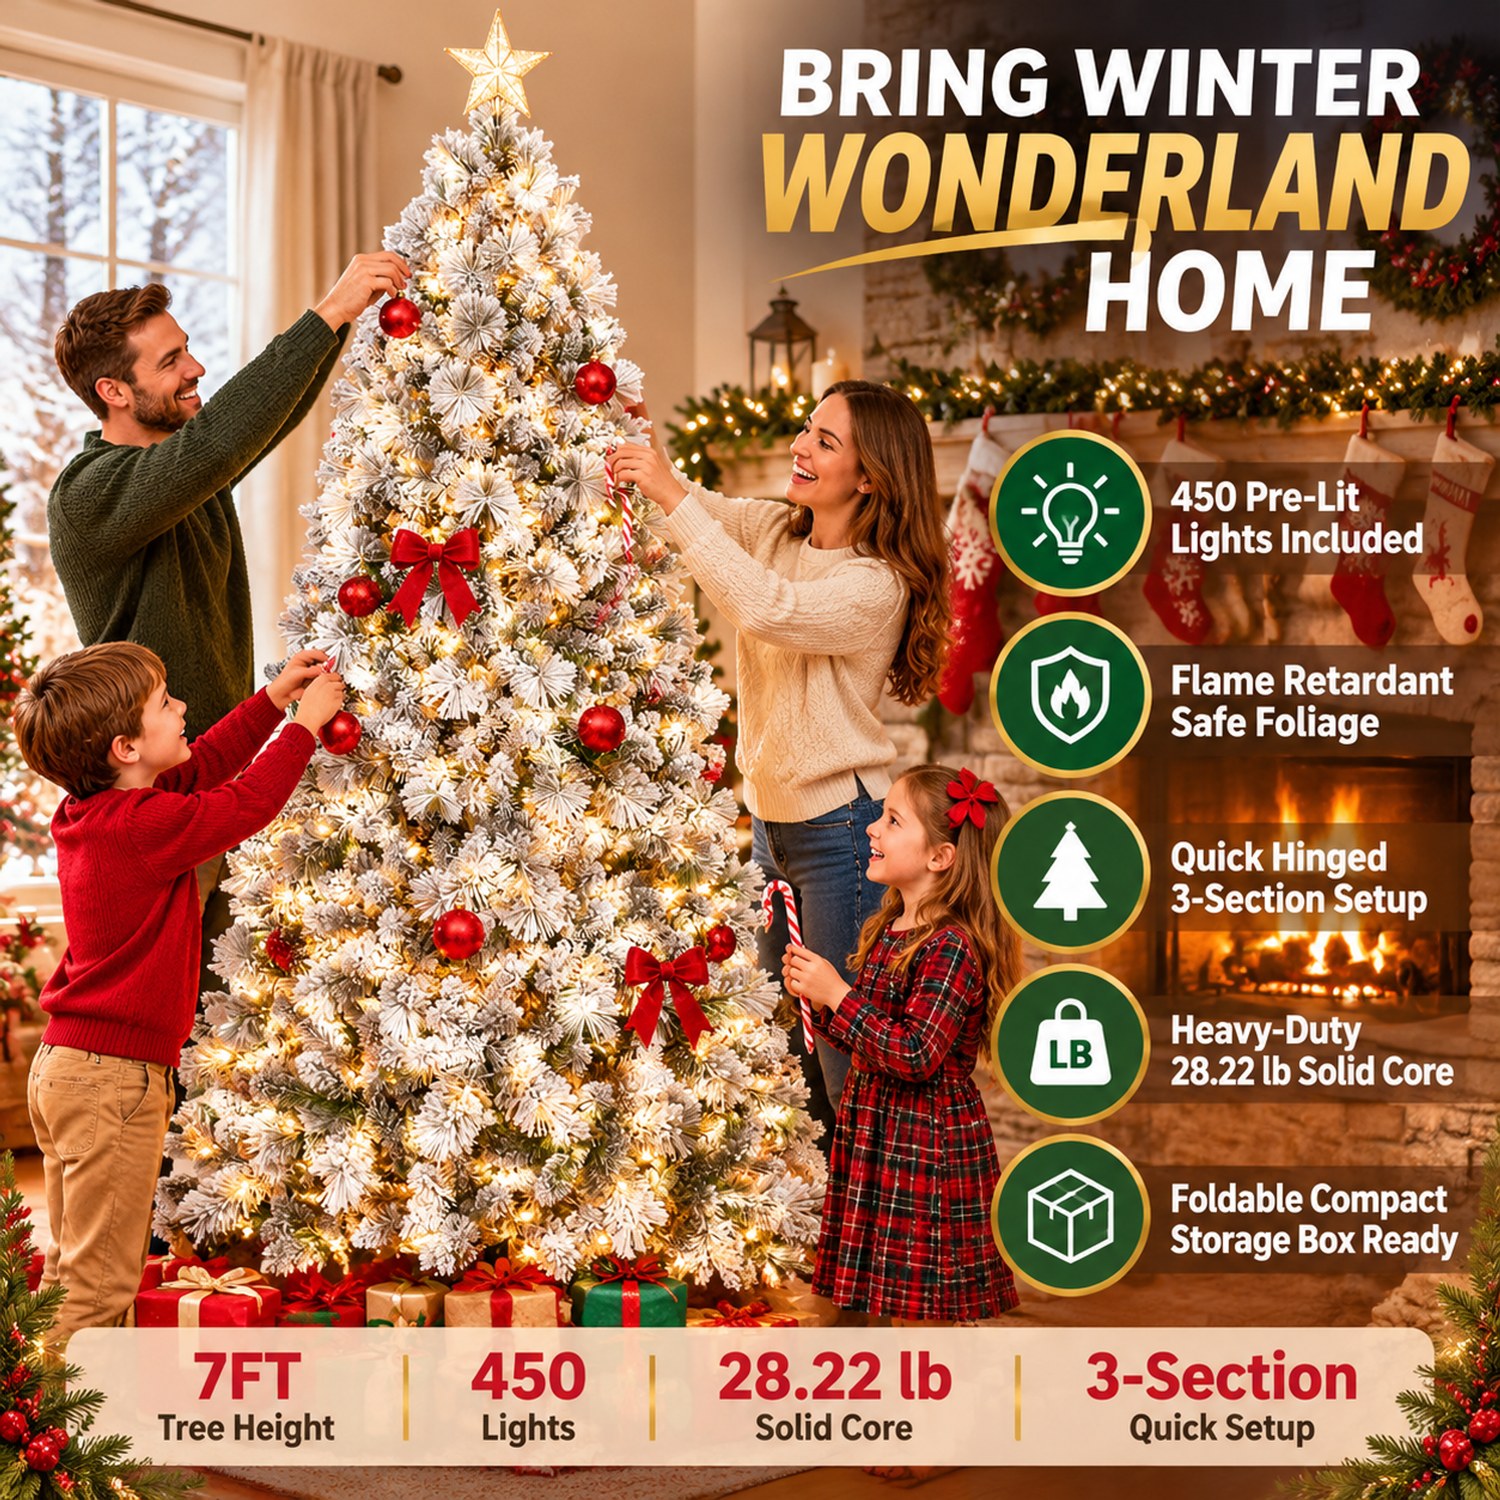 BRING WINTER
WONDERLAND
HOME
450 Pre-Lit
Lights Included
Flame Retardant
Safe Foliage
Quick Hinged
3-Section Setup
LB
Heavy-Duty
28.22 lb Solid Core
Foldable Compact
Storage Box Ready
7FT
Tree Height
450
Lights
28.22 lb
Solid Core
3-Section
Quick Setup